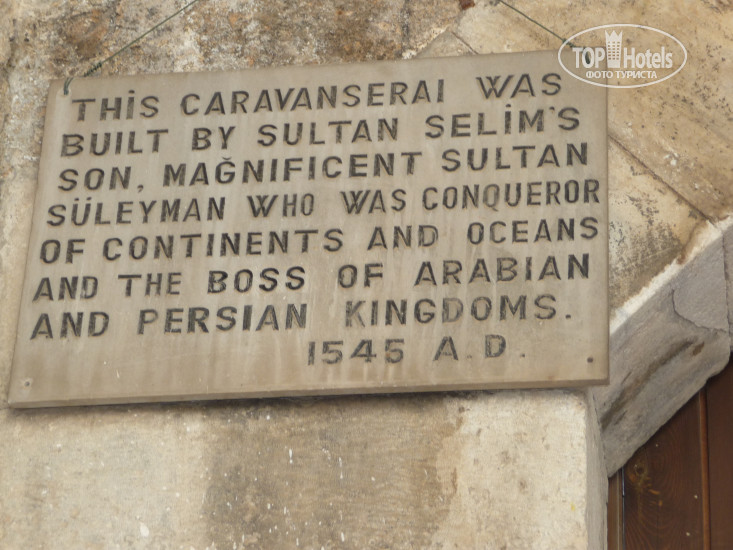 THİS CARAVANSERAI WAS
BUILT BY SULTAN SELİM'S
SON, MAĞNIFICENT SULTAN
SÜLEYMAN WHO WAS CONQUEROR
OF CONTINENTS AND OCEANS
AND THE BOSS OF ARABIAN
AND PERSIAN KINGDOMS.
1545 A.D.
TOP Hotels
ФОТО ТУРИСТА